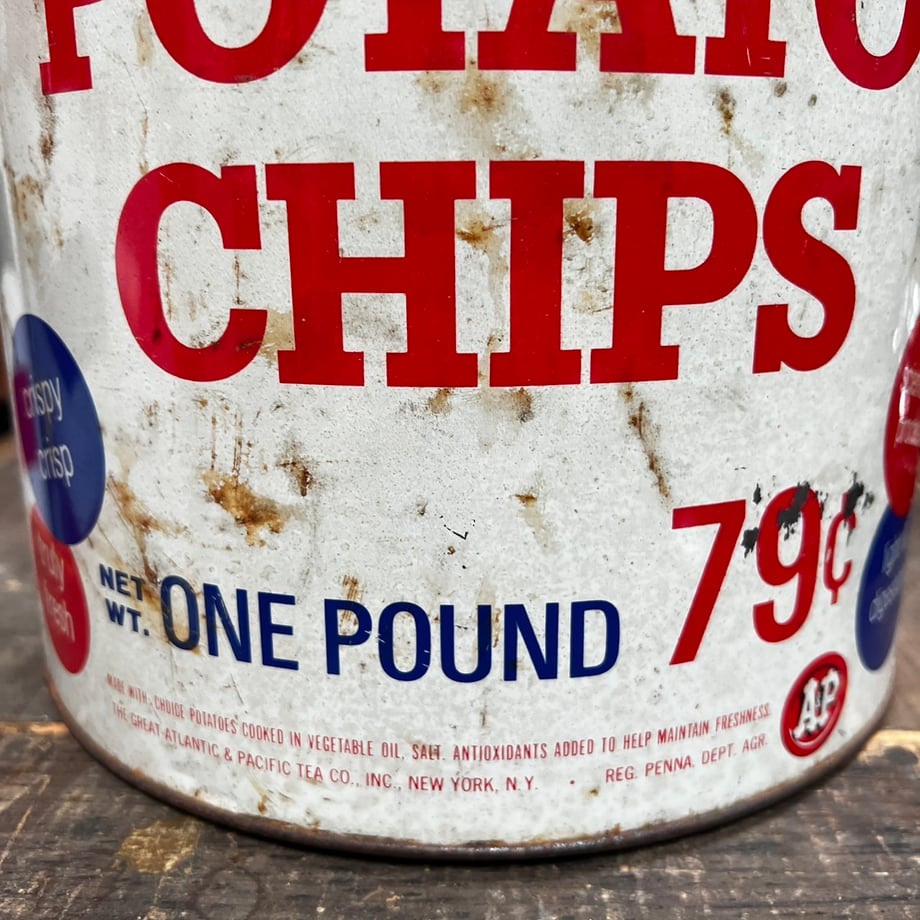 POTATO
CHIPS
crispy
crisp
NET
WT. ONE POUND
79¢
MADE WITH CHOICE POTATOES COOKED IN VEGETABLE OIL, SALT. ANTIOXIDANTS ADDED TO HELP MAINTAIN FRESHNESS.
THE GREAT ATLANTIC & PACIFIC TEA CO., INC., NEW YORK, N.Y. • REG. PENNA. DEPT. AGR.
A&P